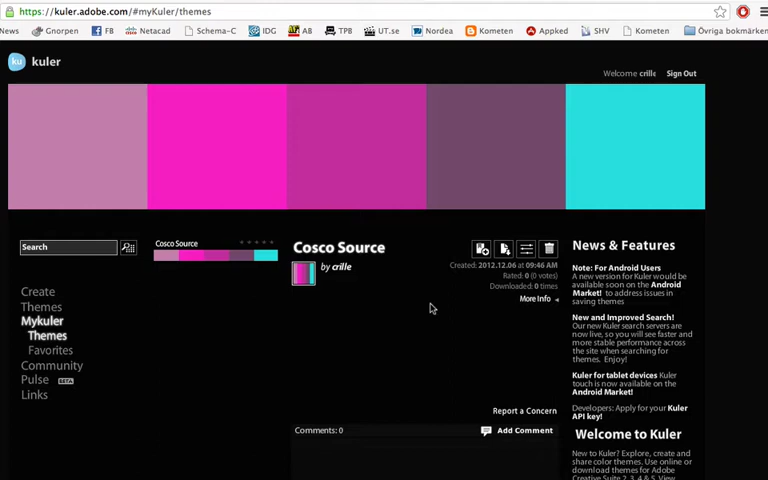 https://kuler.adobe.com/#myKuler/themes
News Gnorpen FB Netacad Schema-C IDG AB TPB UT.se Nordea Kometen Appked SHV Kometen Övriga bokmärken
ku kuler
Welcome crille Sign Out
Search
Cosco Source
Cosco Source
by crille
Created: 2012.12.06 at 09:46 AM
Rated: 0 (0 votes)
Downloaded: 0 times
More Info
Create
Themes
Mykuler
Themes
Favorites
Community
Pulse BETA
Links
Report a Concern
Comments: 0 Add Comment
News & Features
Note: For Android Users
A new version for Kuler would be
available soon on the Android
Market! to address issues in
saving themes
New and Improved Search!
Our new Kuler search servers are
now live, so you will see faster and
more stable performance across
the site when searching for
themes. Enjoy!
Kuler for tablet devices Kuler
touch is now available on the
Android Market!
Developers: Apply for your Kuler
API key!
Welcome to Kuler
New to Kuler? Explore, create and
share color themes. Use online or
download themes for Adobe
Creative Suite 2, 3, 4 & 5. View